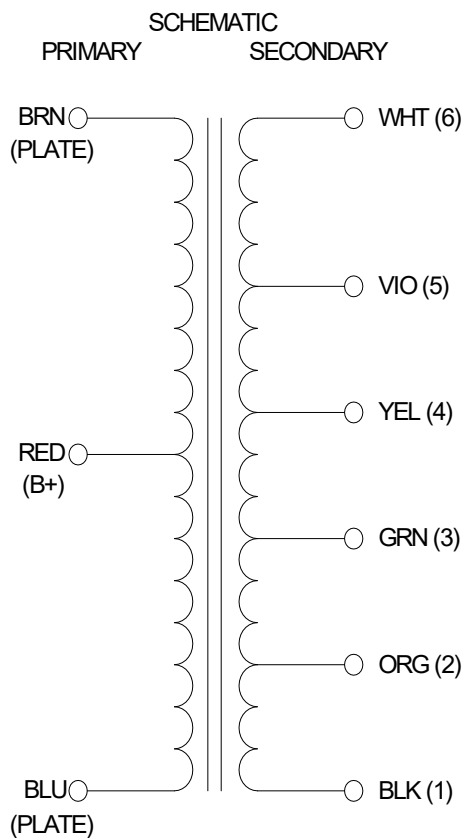 SCHEMATIC
PRIMARY SECONDARY
BRN
(PLATE)
WHT (6)
VIO (5)
YEL (4)
RED
(B+)
GRN (3)
ORG (2)
BLU
(PLATE)
BLK (1)